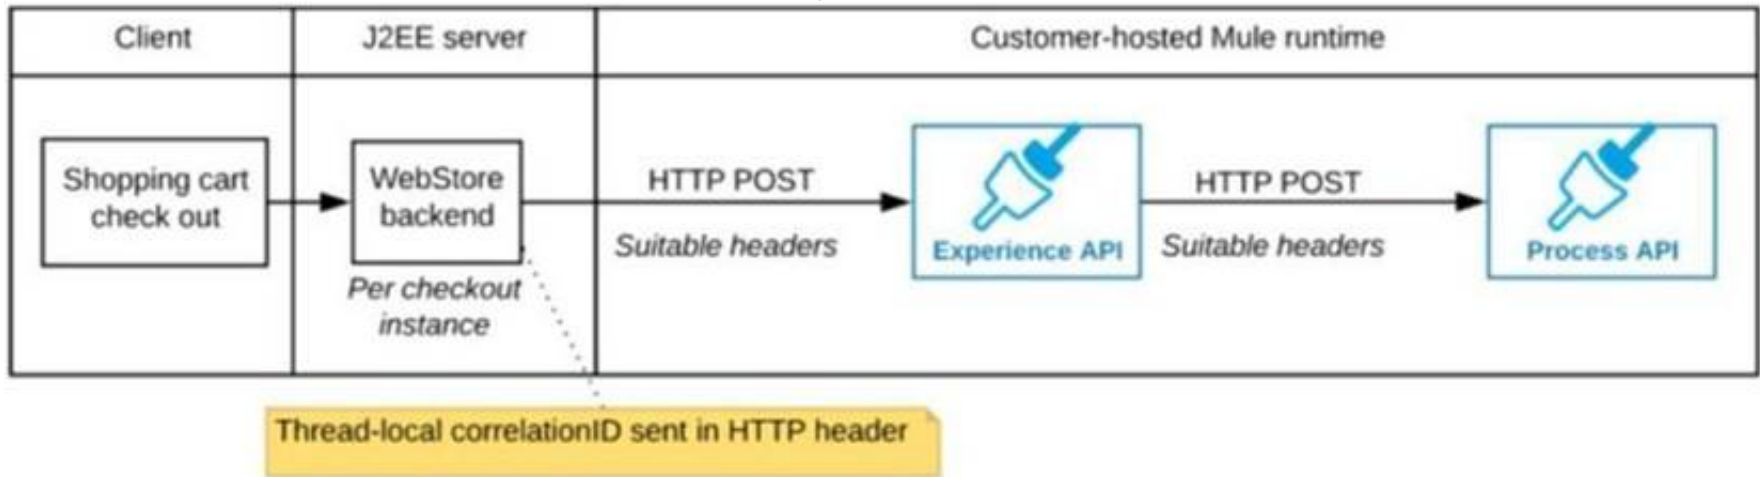 Client
J2EE server
Customer-hosted Mule runtime
Shopping cart
check out
WebStore
backend
Per checkout
instance
HTTP POST
Suitable headers
Experience API
HTTP POST
Suitable headers
Process API
Thread-local correlationID sent in HTTP header